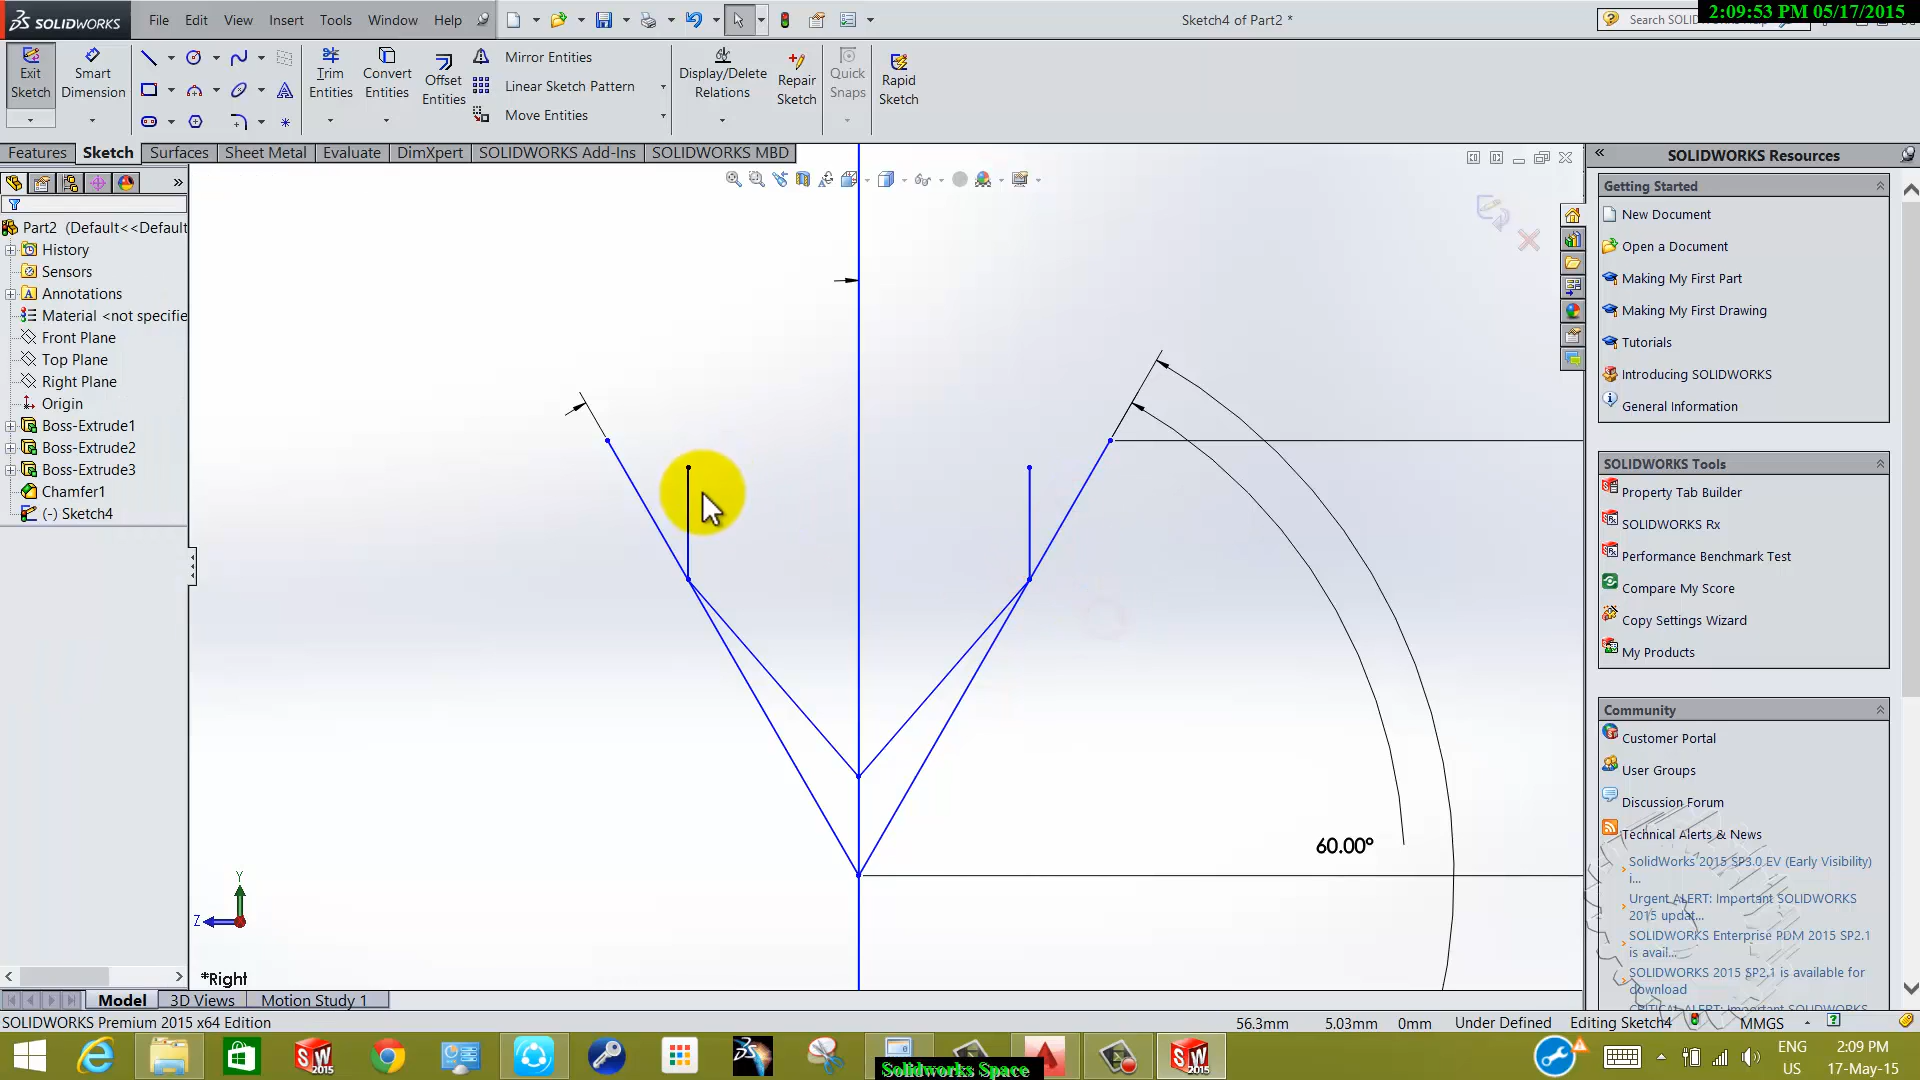 SOLIDWORKS
File Edit View Insert Tools Window Help
Sketch4 of Part2 *
Search SOLID
2:09:53 PM 05/17/2015
Exit Sketch
Smart Dimension
Trim Entities
Convert Entities
Offset Entities
Mirror Entities
Linear Sketch Pattern
Move Entities
Display/Delete Relations
Repair Sketch
Quick Snaps
Rapid Sketch
Features Sketch Surfaces Sheet Metal Evaluate DimXpert SOLIDWORKS Add-Ins SOLIDWORKS MBD
Part2 (Default<<Default
History
Sensors
Annotations
Material <not specifie
Front Plane
Top Plane
Right Plane
Origin
Boss-Extrude1
Boss-Extrude2
Boss-Extrude3
Chamfer1
(-) Sketch4
60.00°
Y
Z
*Right
SOLIDWORKS Resources
Getting Started
New Document
Open a Document
Making My First Part
Making My First Drawing
Tutorials
Introducing SOLIDWORKS
General Information
SOLIDWORKS Tools
Property Tab Builder
SOLIDWORKS Rx
Performance Benchmark Test
Compare My Score
Copy Settings Wizard
My Products
Community
Customer Portal
User Groups
Discussion Forum
Technical Alerts & News
SolidWorks 2015 SP3.0 EV (Early Visibility)
i...
Urgent ALERT: Important SOLIDWORKS
2015 updat...
SOLIDWORKS Enterprise PDM 2015 SP2.1
is avail...
SOLIDWORKS 2015 SP2.1 is available for
download
CRITICAL ALERT: Important SOLIDWORKS
Model 3D Views Motion Study 1
SOLIDWORKS Premium 2015 x64 Edition
56.3mm 5.03mm 0mm Under Defined Editing Sketch4 MMGS
SW 2015
SW 2015
Solidworks Space
ENG
US
2:09 PM
17-May-15